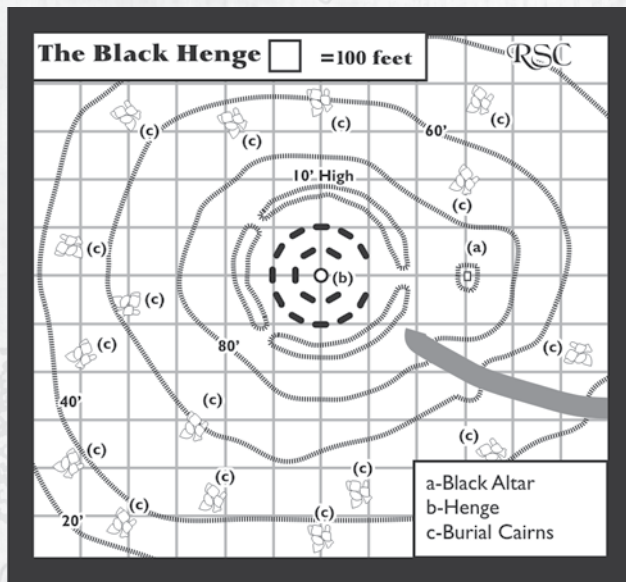 The Black Henge =100 feet
RSC
(c)
(c)
60'
(c)
(c)
10' High
(c)
(c)
(a)
(b)
(c)
80'
(c)
(c)
40'
(c)
(c)
(c)
(c)
(c)
20'
(c)
(c)
a-Black Altar
b-Henge
c-Burial Cairns